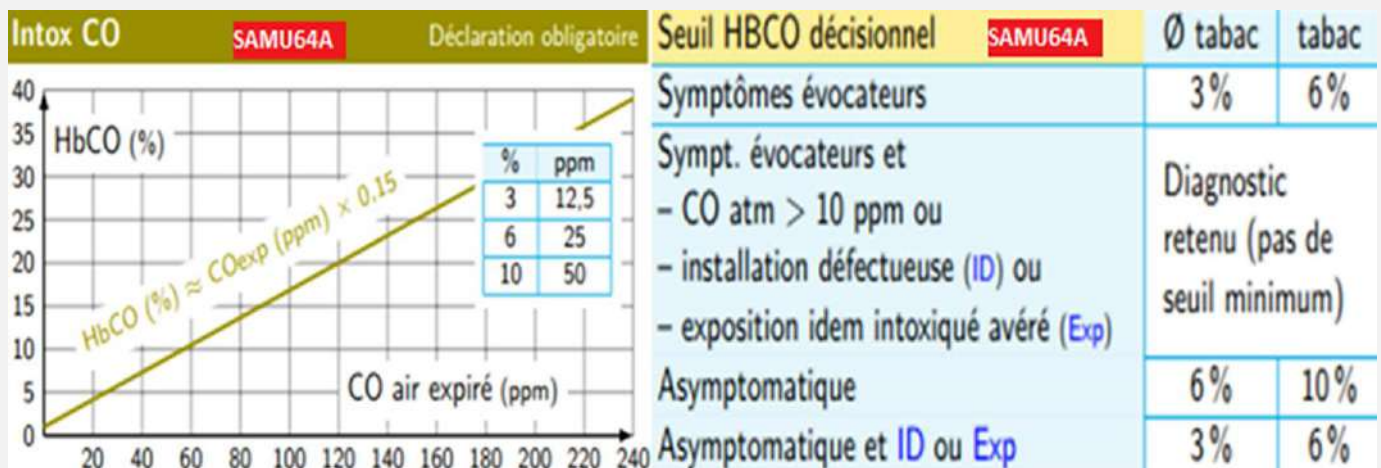 Intox CO SAMU64A Déclaration obligatoire
40
35
30
25
20
15
10
5
0
HbCO (%)
HbCO (%) ≈ COexp (ppm) × 0,15
% ppm
3 12,5
6 25
10 50
CO air expiré (ppm)
20 40 60 80 100 120 140 160 180 200 220 240
Seuil HBCO décisionnel SAMU64A Ø tabac tabac
Symptômes évocateurs 3% 6%
Sympt. évocateurs et
– CO atm > 10 ppm ou
– installation défectueuse (ID) ou
– exposition idem intoxiqué avéré (Exp)
Diagnostic
retenu (pas de
seuil minimum)
Asymptomatique 6% 10%
Asymptomatique et ID ou Exp 3% 6%